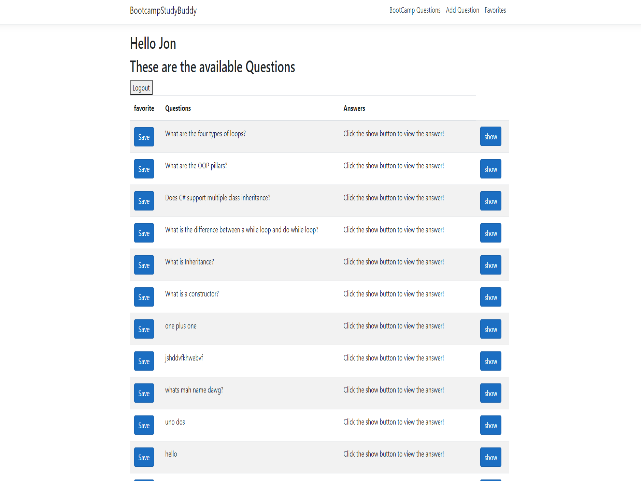 BootcampStudyBuddy BootCamp Questions Add Question Favorites
Hello Jon
These are the available Questions
Logout
favorite Questions Answers
Save What are the four types of loops? Click the show button to view the answer! show
Save What are the OOP pillars? Click the show button to view the answer! show
Save Does C# support multiple class inheritance? Click the show button to view the answer! show
Save What is the difference between a while loop and do while loop? Click the show button to view the answer! show
Save What is Inheritance? Click the show button to view the answer! show
Save What is a constructor? Click the show button to view the answer! show
Save one plus one Click the show button to view the answer! show
Save Click the show button to view the answer! show
Save whats mah name dawg? Click the show button to view the answer! show
Save uno dos Click the show button to view the answer! show
Save hello Click the show button to view the answer! show